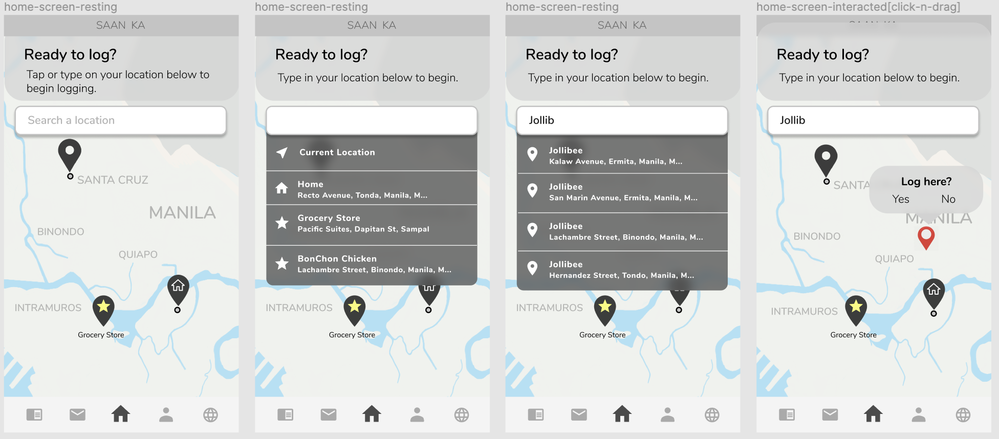 home-screen-resting
SAAN KA
Ready to log?
Tap or type on your location below to
begin logging.
Search a location
SANTA CRUZ
MANILA
BINONDO
QUIAPO
INTRAMUROS
Grocery Store
home-screen-resting
SAAN KA
Ready to log?
Type in your location below to begin.
Current Location
Home
Recto Avenue, Tonda, Manila, M...
Grocery Store
Pacific Suites, Dapitan St, Sampal
BonChon Chicken
Lachambre Street, Binondo, Manila, M...
INTRAMUROS
Grocery Store
home-screen-resting
SAAN KA
Ready to log?
Type in your location below to begin.
Jollib
Jollibee
Kalaw Avenue, Ermita, Manila, M...
Jollibee
San Marin Avenue, Ermita, Manila, M...
Jollibee
Lachambre Street, Binondo, Manila, M...
Jollibee
Hernandez Street, Tondo, Manila, M...
INTRAMUROS
Grocery Store
home-screen-interacted[click-n-drag]
SAAN KA
Ready to log?
Type in your location below to begin.
Jollib
SANTA
Log here?
Yes No
MANILA
BINONDO
QUIAPO
INTRAMUROS
Grocery Store